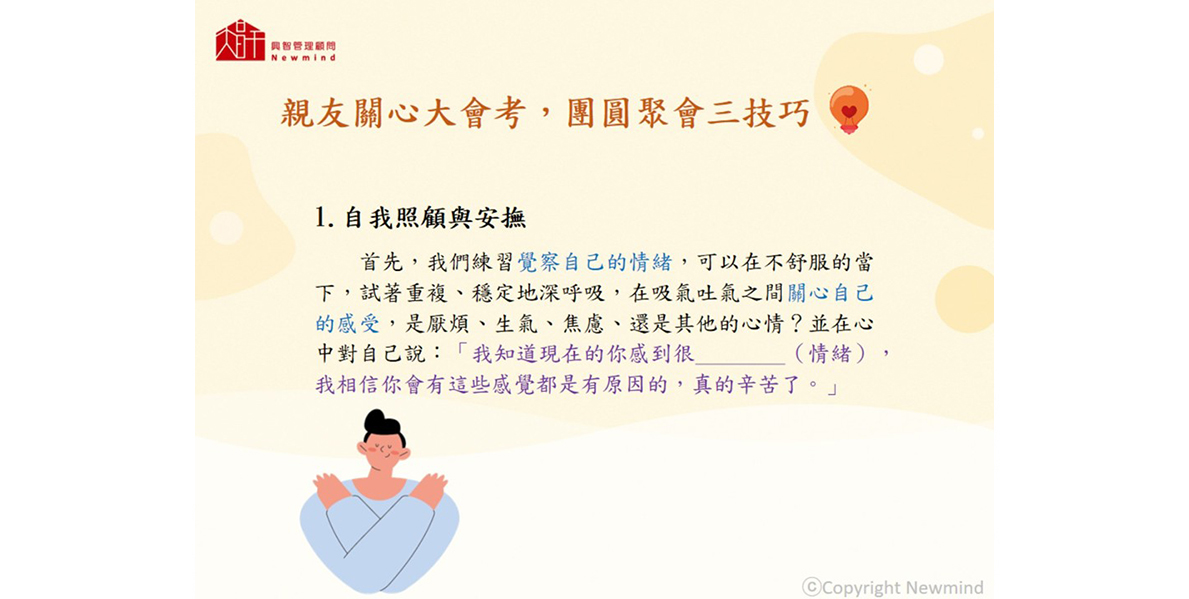 興智管理顧問
Newmind
親友關心大會考，團圓聚會三技巧
1. 自我照顧與安撫
首先，我們練習覺察自己的情緒，可以在不舒服的當
下，試著重複、穩定地深呼吸，在吸氣吐氣之間關心自己
的感受，是厭煩、生氣、焦慮、還是其他的心情？並在心
中對自己說：「我知道現在的你感到很________（情緒），
我相信你會有這些感覺都是有原因的，真的辛苦了。」
ⓒCopyright Newmind